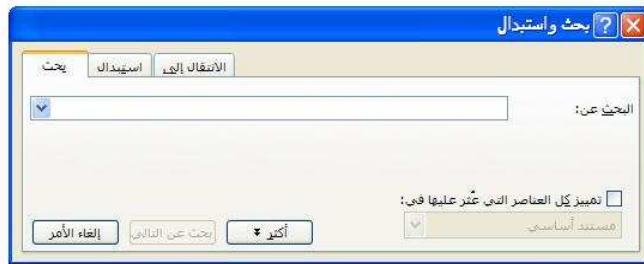 بحث واستبدال
الانتقال إلى استبدال بحث
البحث عن:
تمييز كل العناصر التي عُثر عليها في:
مستند أساسي
أكثر بحث عن التالي إلغاء الأمر